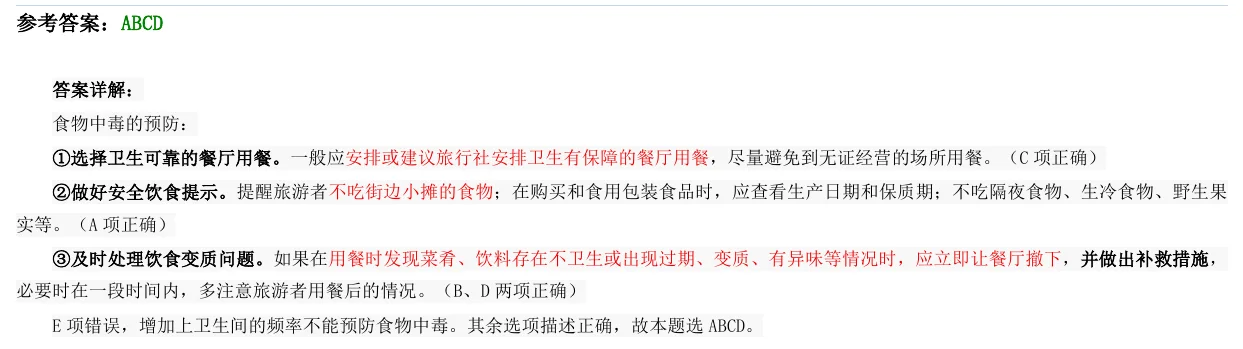 参考答案：ABCD
答案详解：
食物中毒的预防：
①选择卫生可靠的餐厅用餐。一般应安排或建议旅行社安排卫生有保障的餐厅用餐，尽量避免到无证经营的场所用餐。（C 项正确）
②做好安全饮食提示。提醒旅游者不吃街边小摊的食物；在购买和食用包装食品时，应查看生产日期和保质期；不吃隔夜食物、生冷食物、野生果
实等。（A 项正确）
③及时处理饮食变质问题。如果在用餐时发现菜肴、饮料存在不卫生或出现过期、变质、有异味等情况时，应立即让餐厅撤下，并做出补救措施，
必要时在一段时间内，多注意旅游者用餐后的情况。（B、D 两项正确）
E 项错误，增加上卫生间的频率不能预防食物中毒。其余选项描述正确，故本题选 ABCD。